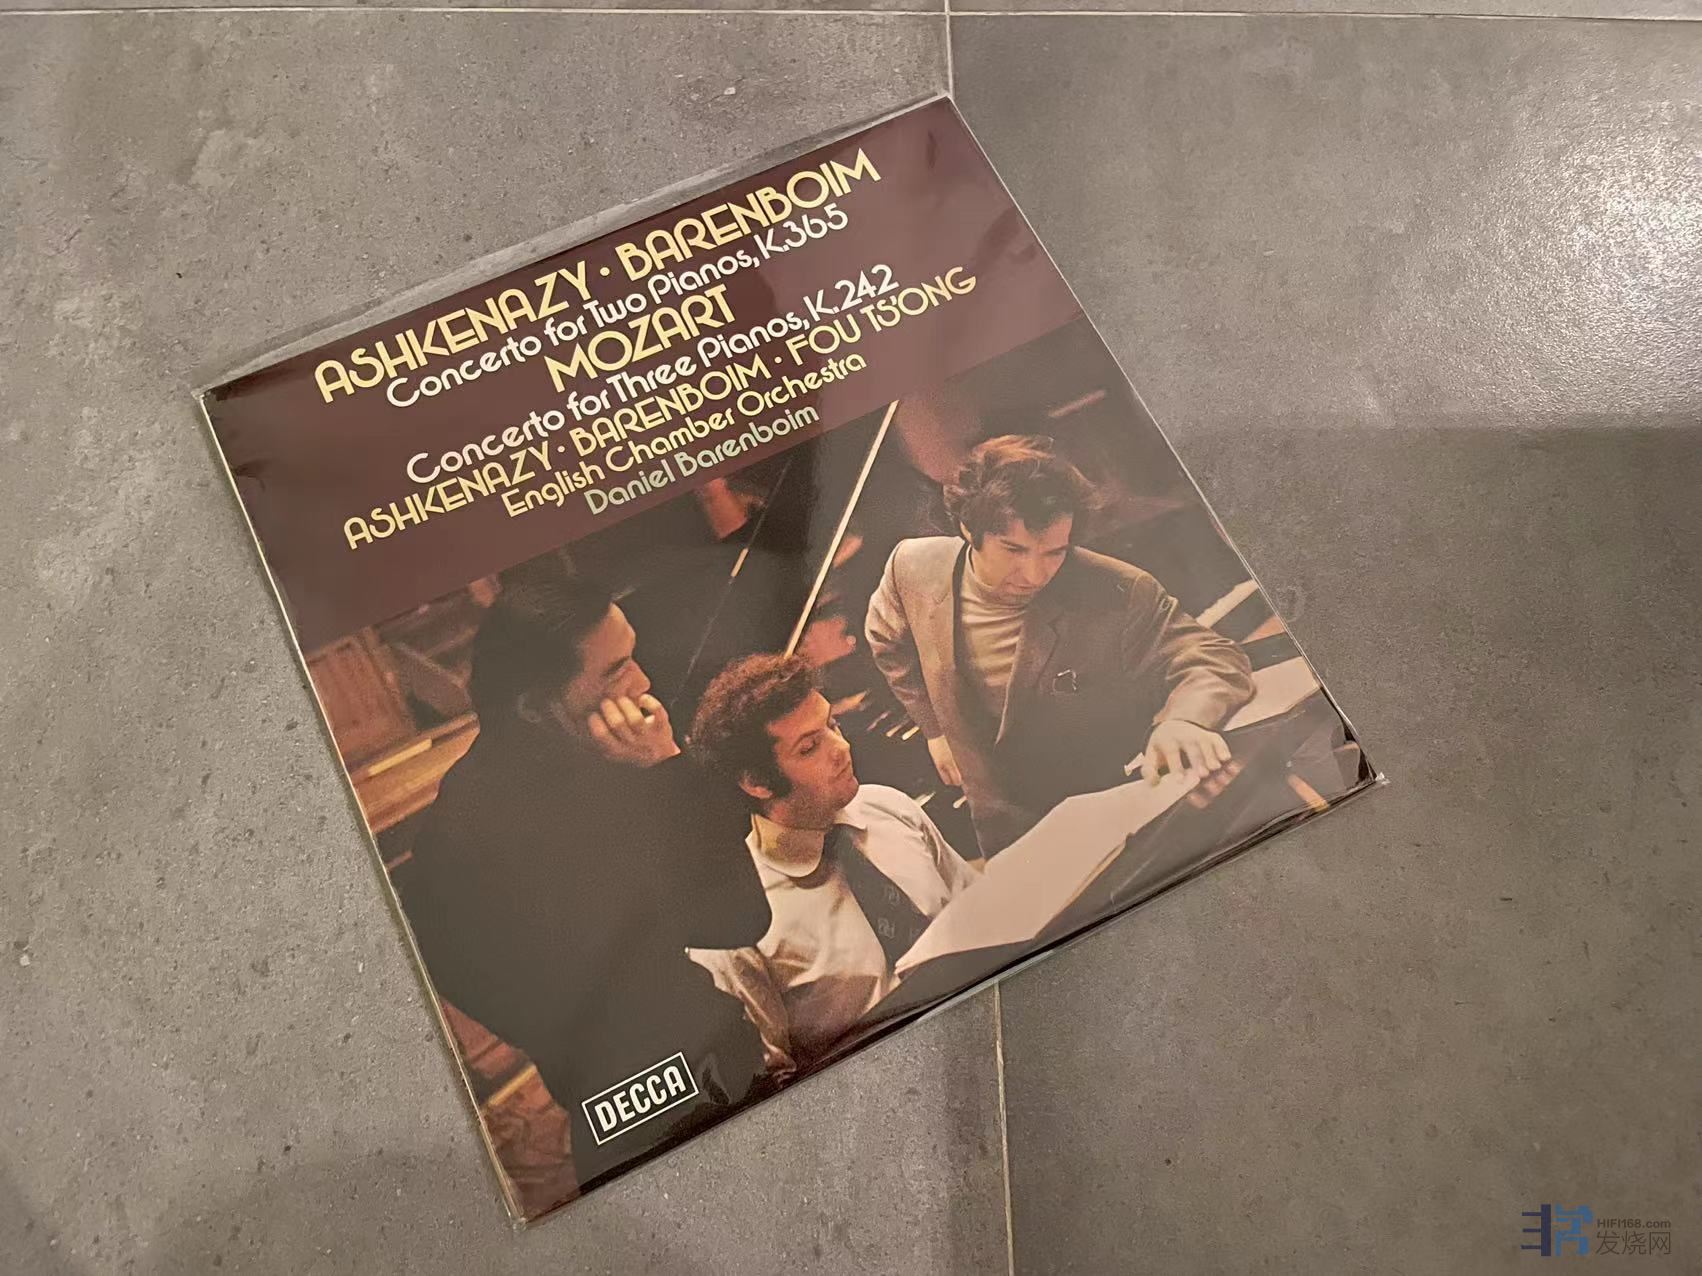 ASHKENAZY · BARENBOIM
Concerto for Two Pianos, K.365
MOZART
Concerto for Three Pianos, K.242
ASHKENAZY · BARENBOIM · FOU TS'ONG
English Chamber Orchestra
Daniel Barenboim
DECCA
HIFI168.com
发烧网